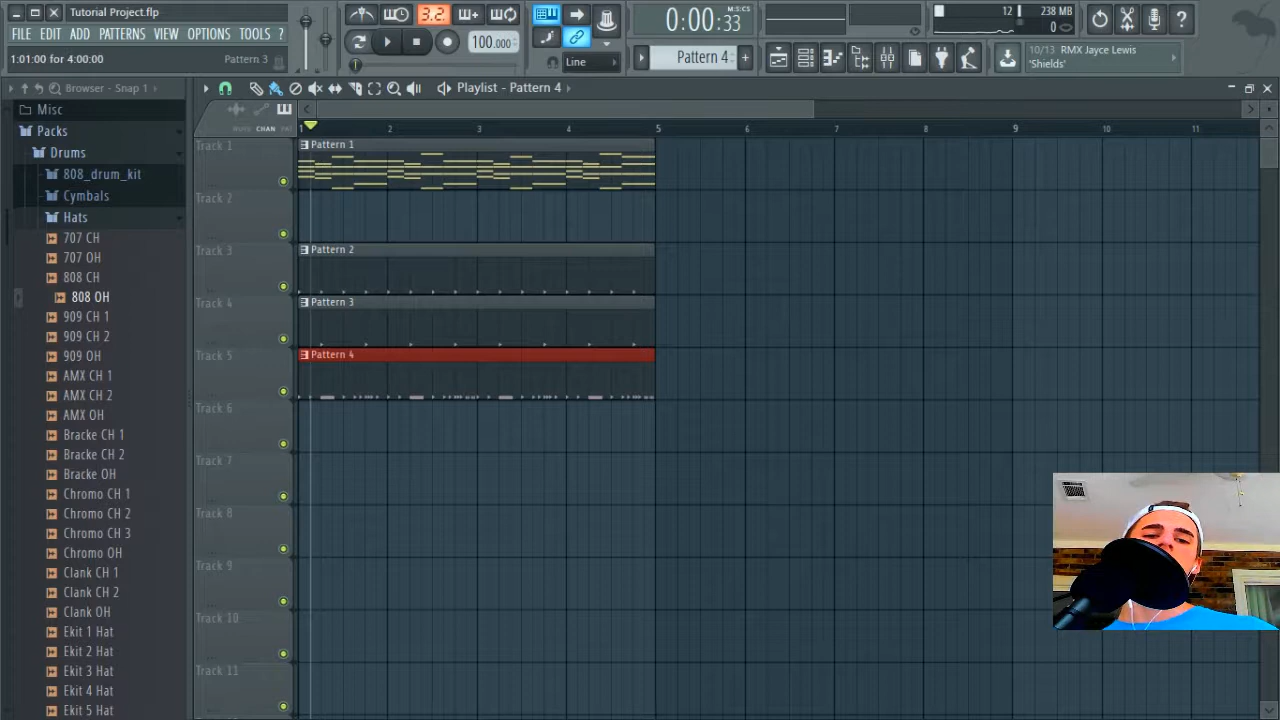 Tutorial Project.flp
FILE EDIT ADD PATTERNS VIEW OPTIONS TOOLS ?
1:01:00 for 4:00:00
Pattern 3
3.2.
100.000
Line
0:00:33
M:S:CS
Pattern 4
12
238 MB
0
10/13 RMX Jayce Lewis
'Shields'
Browser - Snap 1
Misc
Packs
Drums
808_drum_kit
Cymbals
Hats
707 CH
707 OH
808 CH
808 OH
909 CH 1
909 CH 2
909 OH
AMX CH 1
AMX CH 2
AMX OH
Bracke CH 1
Bracke CH 2
Bracke OH
Chromo CH 1
Chromo CH 2
Chromo CH 3
Chromo OH
Clank CH 1
Clank CH 2
Clank OH
Ekit 1 Hat
Ekit 2 Hat
Ekit 3 Hat
Ekit 4 Hat
Ekit 5 Hat
Playlist - Pattern 4
CHAN
1 2 3 4 5 6 7 8 9 10 11
Track 1
Pattern 1
Track 2
Track 3
Pattern 2
Track 4
Pattern 3
Track 5
Pattern 4
Track 6
Track 7
Track 8
Track 9
Track 10
Track 11